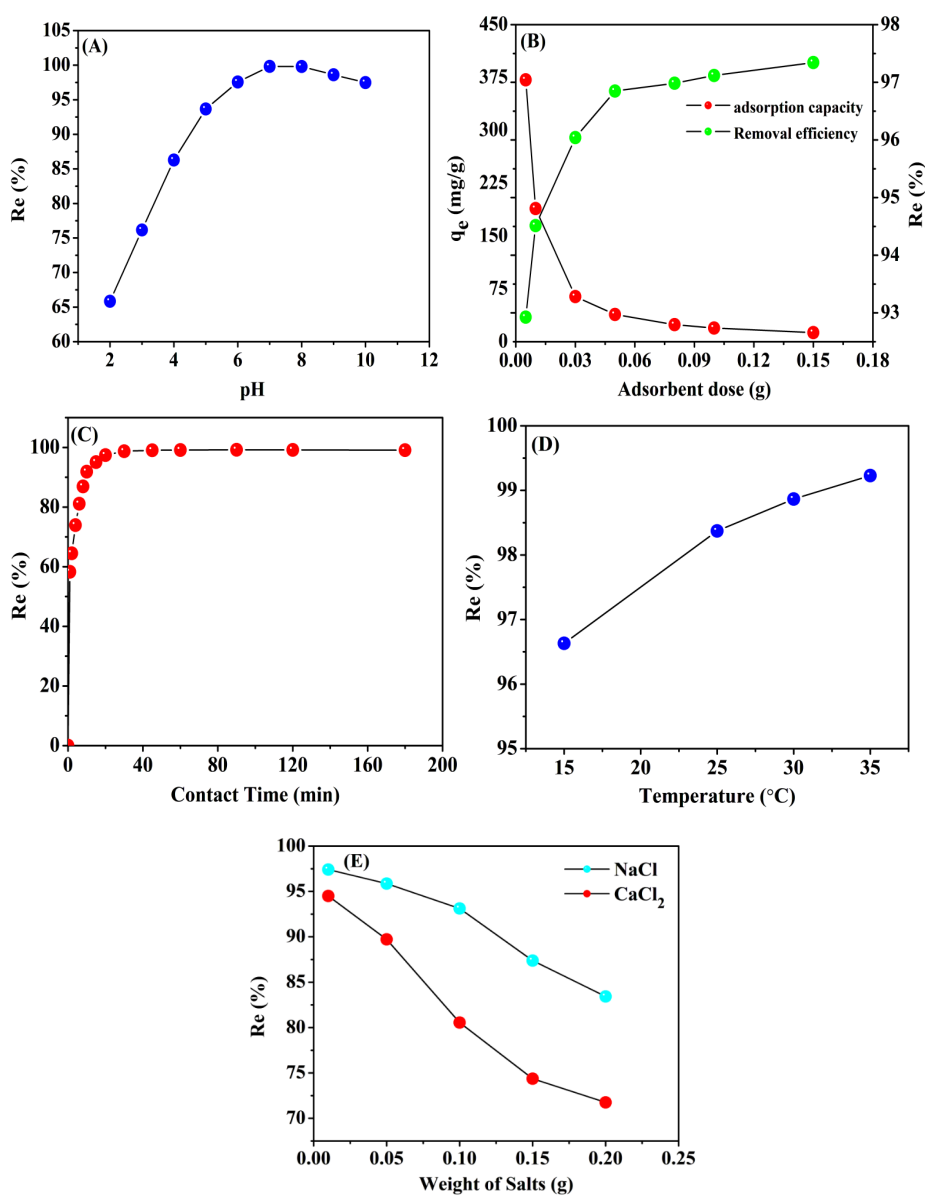 (A)
105
100
95
90
85
80
75
70
65
60
Re (%)
2 4 6 8 10 12
pH
(B)
450
375
300
225
150
75
0
qe (mg/g)
adsorption capacity
Removal efficiency
98
97
96
95
94
93
Re (%)
0.00 0.03 0.06 0.09 0.12 0.15 0.18
Adsorbent dose (g)
(C)
100
80
60
40
20
0
Re (%)
0 40 80 120 160 200
Contact Time (min)
(D)
100
99
98
97
96
95
Re (%)
15 20 25 30 35
Temperature (°C)
(E)
100
95
90
85
80
75
70
Re (%)
NaCl
CaCl2
0.00 0.05 0.10 0.15 0.20 0.25
Weight of Salts (g)